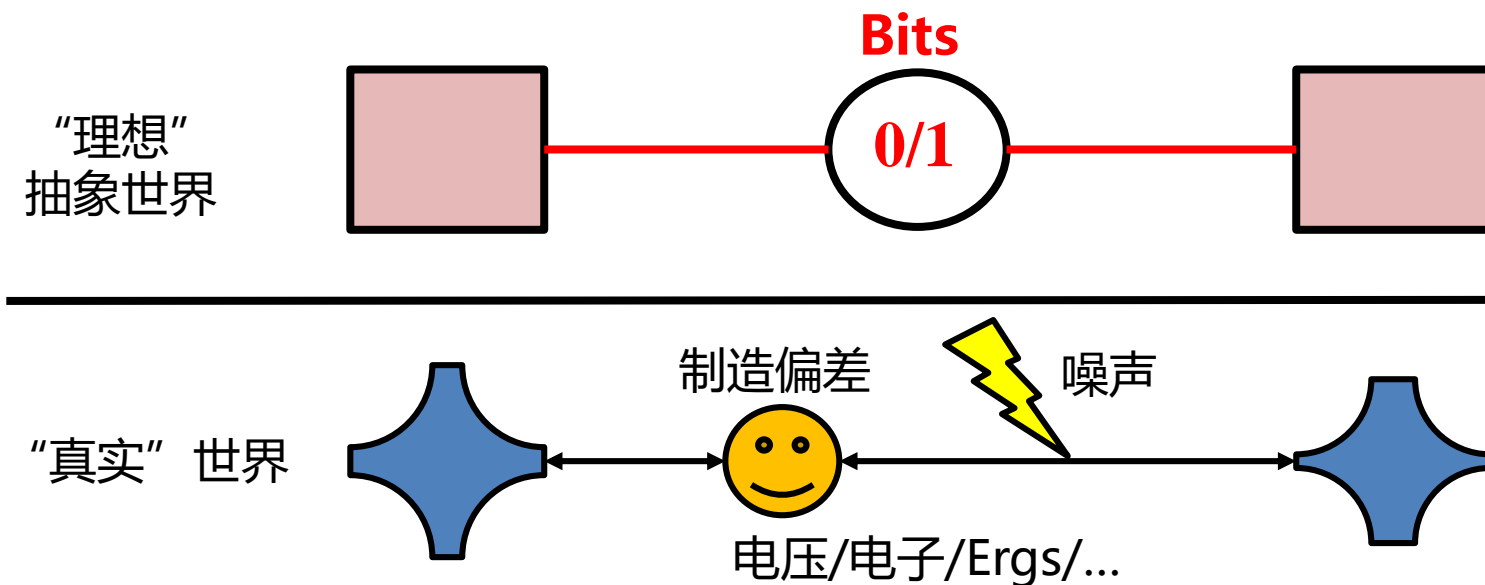 Bits
“理想”
抽象世界
0/1
制造偏差
噪声
“真实”世界
电压/电子/Ergs/...